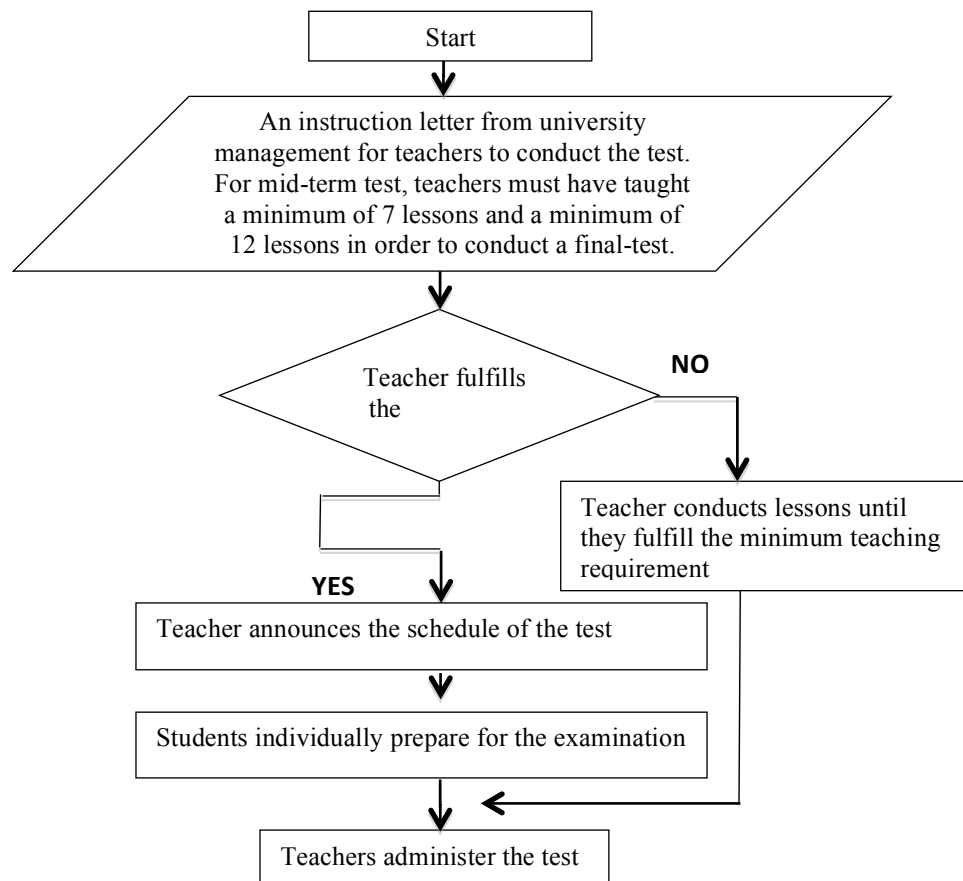 Start
An instruction letter from university
management for teachers to conduct the test.
For mid-term test, teachers must have taught
a minimum of 7 lessons and a minimum of
12 lessons in order to conduct a final-test.
Teacher fulfills
the
NO
Teacher conducts lessons until
they fulfill the minimum teaching
requirement
YES
Teacher announces the schedule of the test
Students individually prepare for the examination
Teachers administer the test